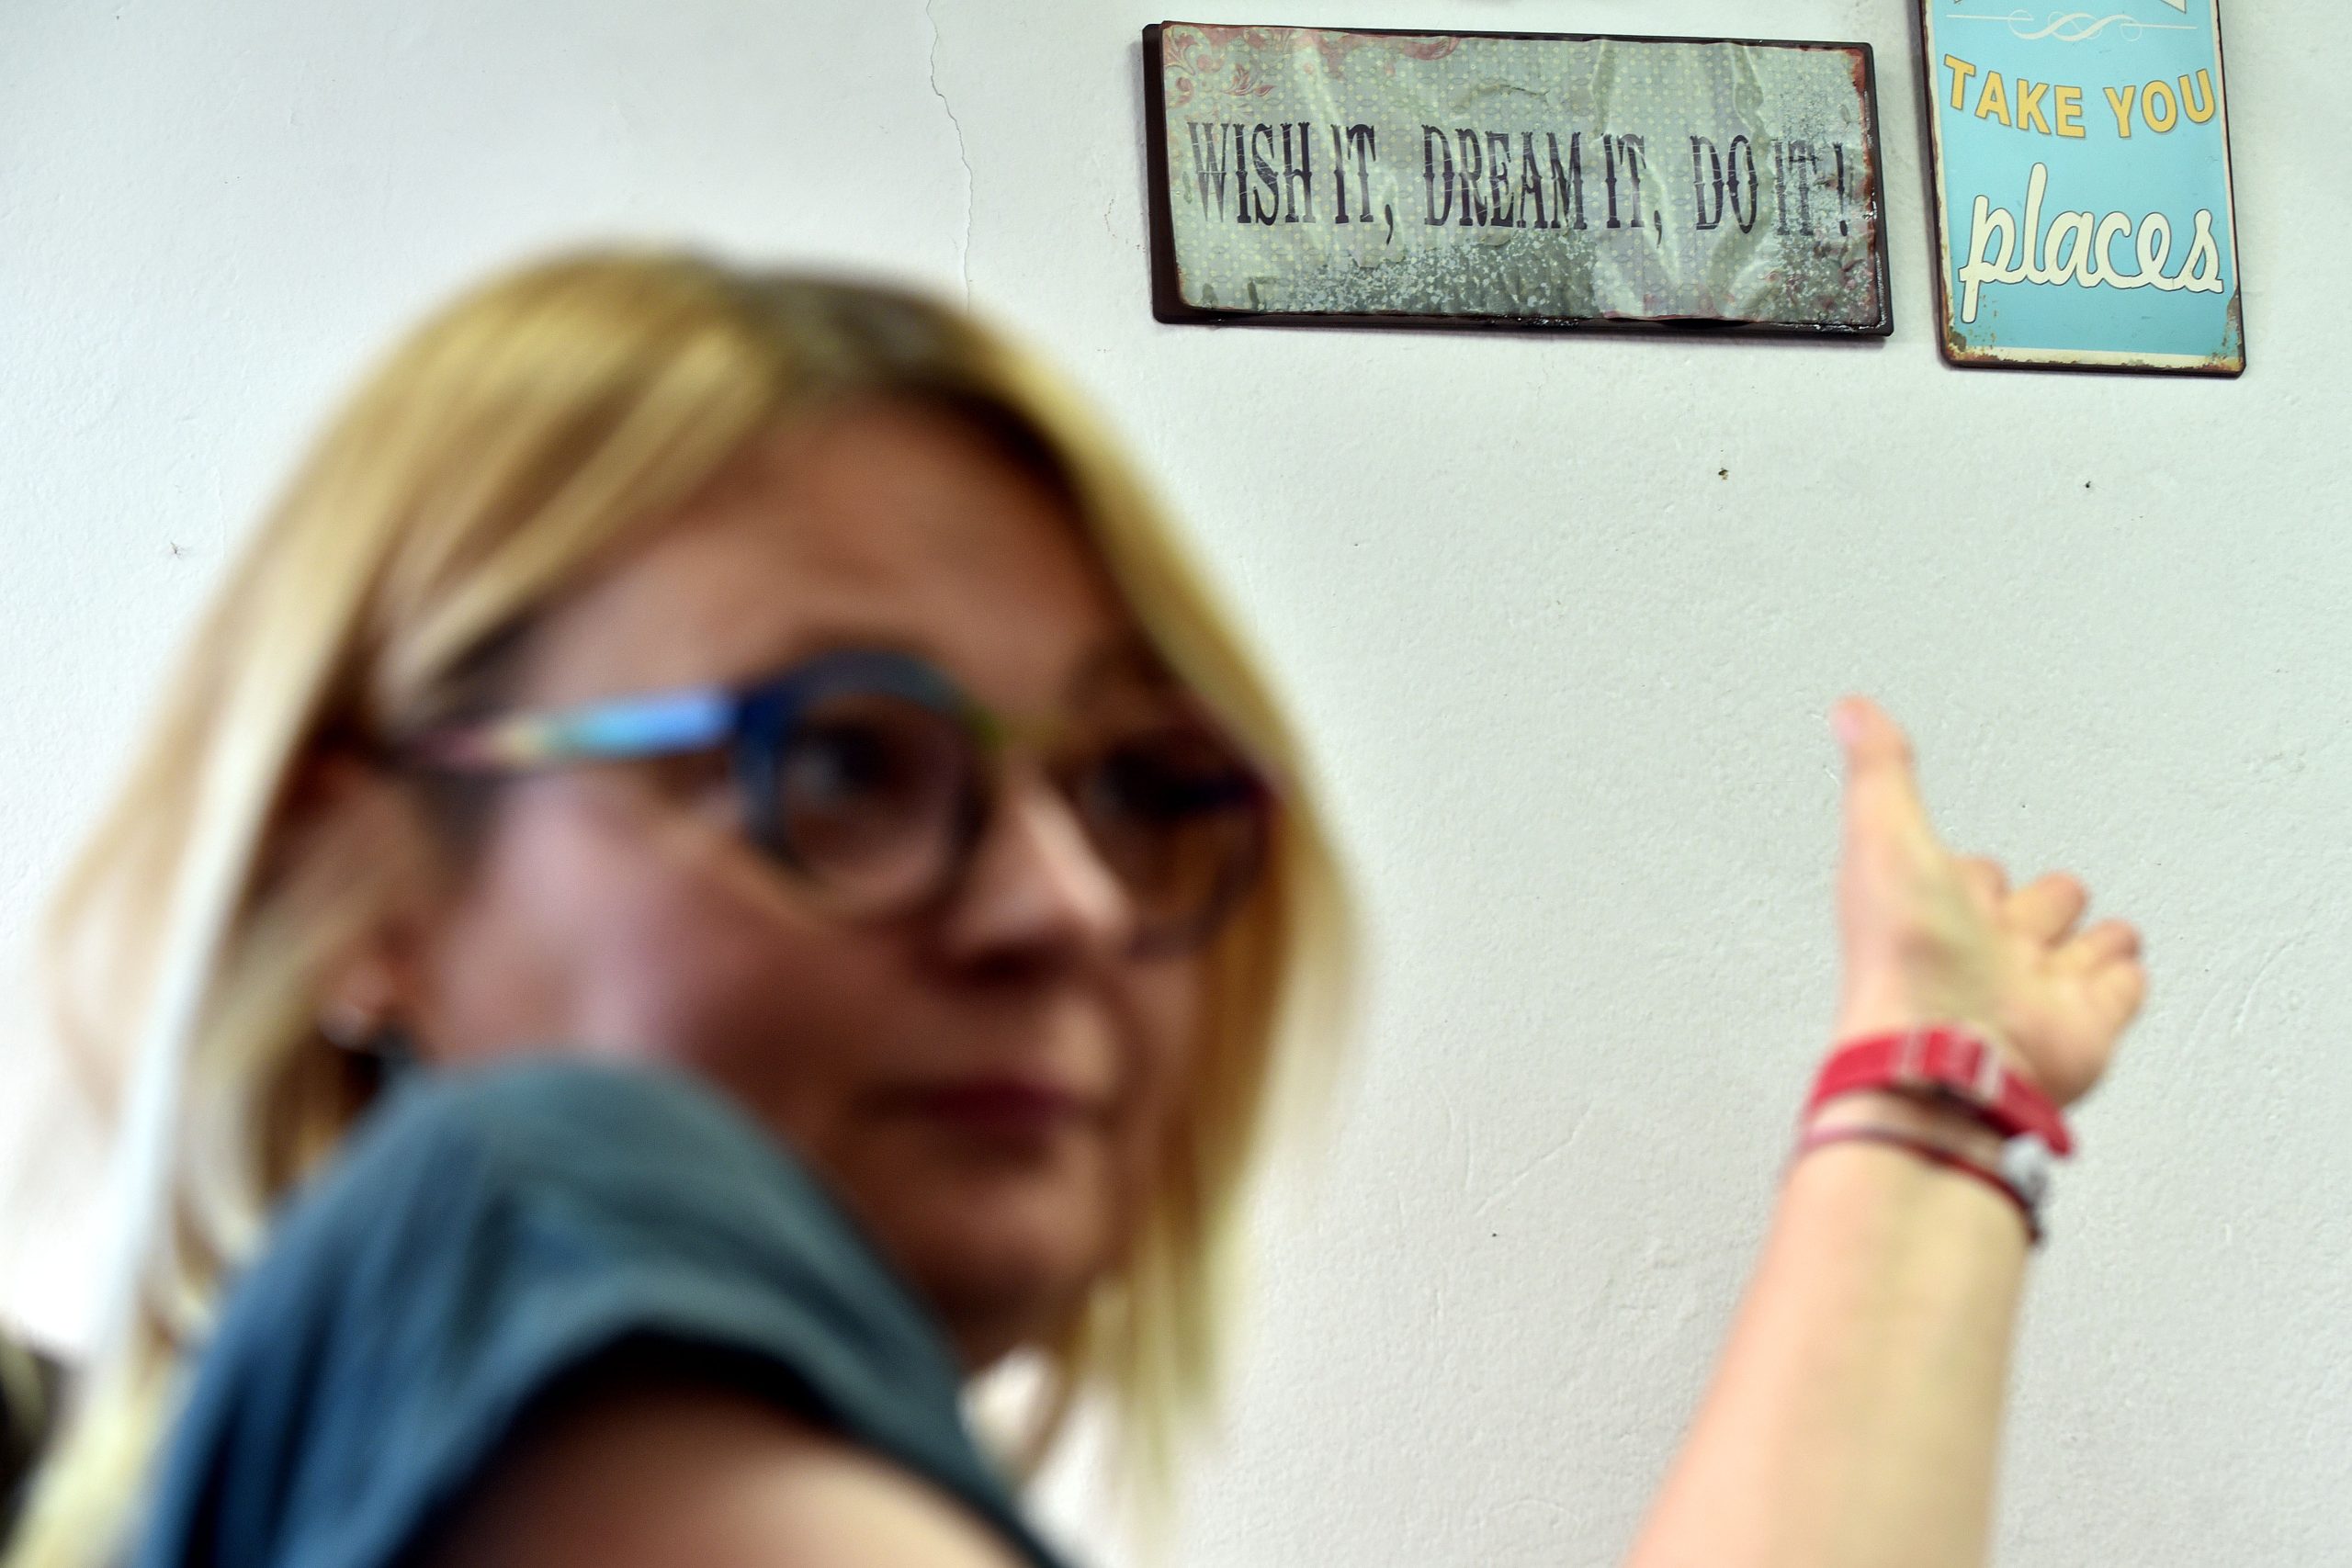 WISH IT, DREAM IT, DO IT!
TAKE YOU
places